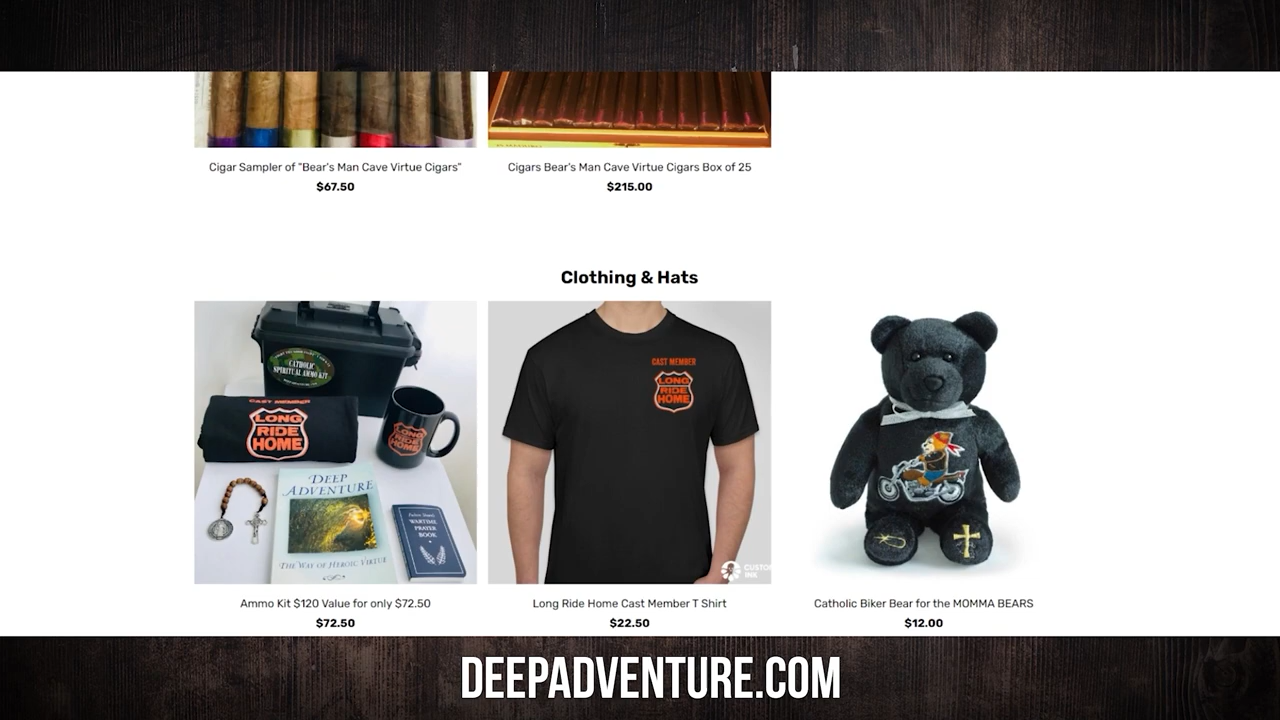 Cigar Sampler of "Bear's Man Cave Virtue Cigars"
$67.50
Cigars Bear's Man Cave Virtue Cigars Box of 25
$215.00
Clothing & Hats
CATHOLIC
SPIRITUAL AMMO KIT
CAST MEMBER
LONG
RIDE
HOME
LONG
RIDE
HOME
DEEP
ADVENTURE
THE WAY OF HEROIC VIRTUE
WARTIME
PRAYER
BOOK
CAST MEMBER
LONG
RIDE
HOME
CUSTOM
INK
Ammo Kit $120 Value for only $72.50
$72.50
Long Ride Home Cast Member T Shirt
$22.50
Catholic Biker Bear for the MOMMA BEARS
$12.00
DEEPADVENTURE.COM